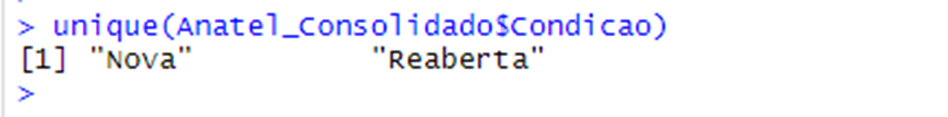 > unique(Anatel_Consolidado$Condicao)
[1] "Nova"          "Reaberta"
>